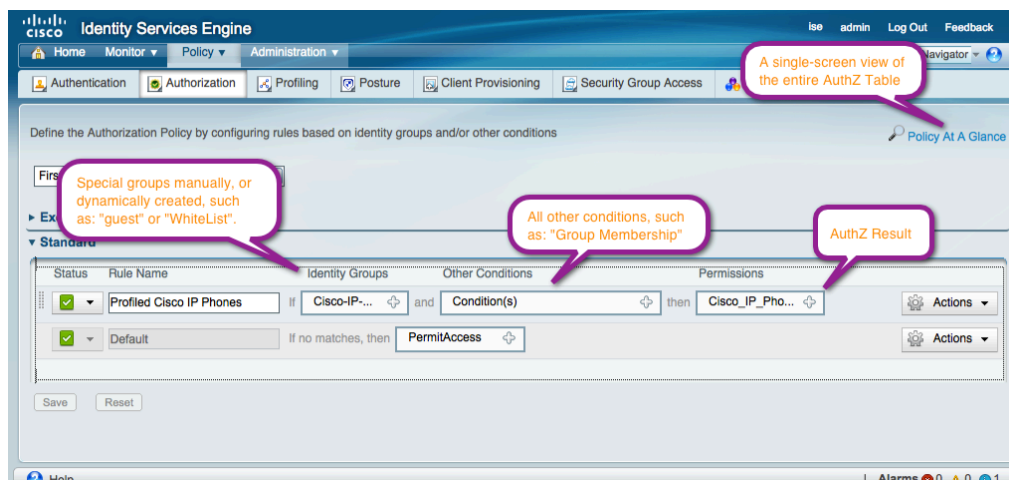 CISCO Identity Services Engine
ise admin Log Out Feedback
Home Monitor Policy Administration
Navigator
Authentication Authorization Profiling Posture Client Provisioning Security Group Access
A single-screen view of
the entire AuthZ Table
Define the Authorization Policy by configuring rules based on identity groups and/or other conditions
Policy At A Glance
Special groups manually, or
dynamically created, such
as: "guest" or "WhiteList".
All other conditions, such
as: "Group Membership"
AuthZ Result
Standard
Status Rule Name Identity Groups Other Conditions Permissions
Profiled Cisco IP Phones If Cisco-IP-... and Condition(s) then Cisco_IP_Pho... Actions
Default If no matches, then PermitAccess Actions
Save Reset
Help
Alarms 0 0 1